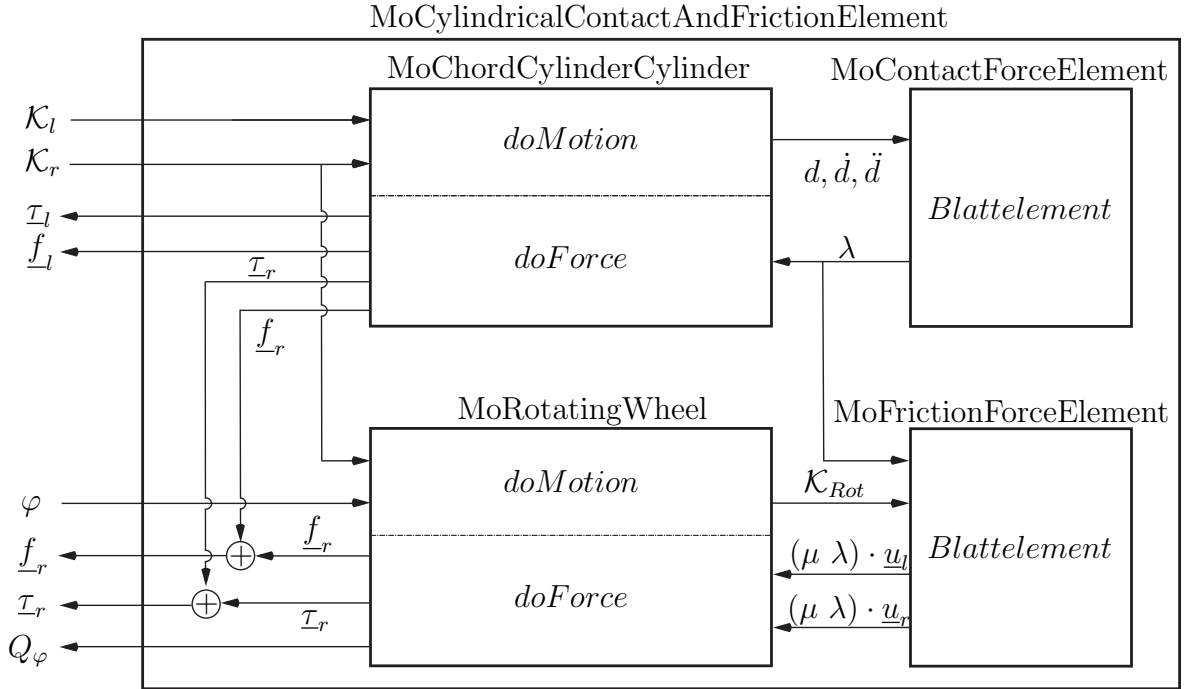 MoCylindricalContactAndFrictionElement
MoChordCylinderCylinder
MoContactForceElement
𝒦_l
doMotion
𝒦_r
d, ḋ, d̈
τ_l
Blattelement
f_l
τ_r
doForce
λ
f_r
MoRotatingWheel
MoFrictionForceElement
doMotion
𝒦_Rot
φ
f_r
f_r
+
Blattelement
(μ λ) · u_l
τ_r
+
doForce
(μ λ) · u_r
τ_r
Q_φ